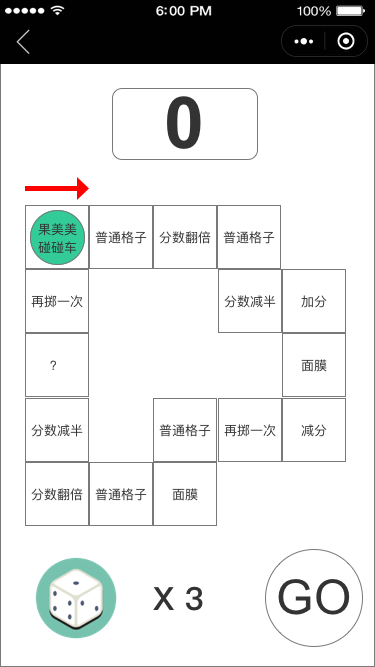 6:00 PM
100%
0
果美美
碰碰车
普通格子
分数翻倍
普通格子
再掷一次
分数减半
加分
?
面膜
分数减半
普通格子
再掷一次
减分
分数翻倍
普通格子
面膜
X 3
GO